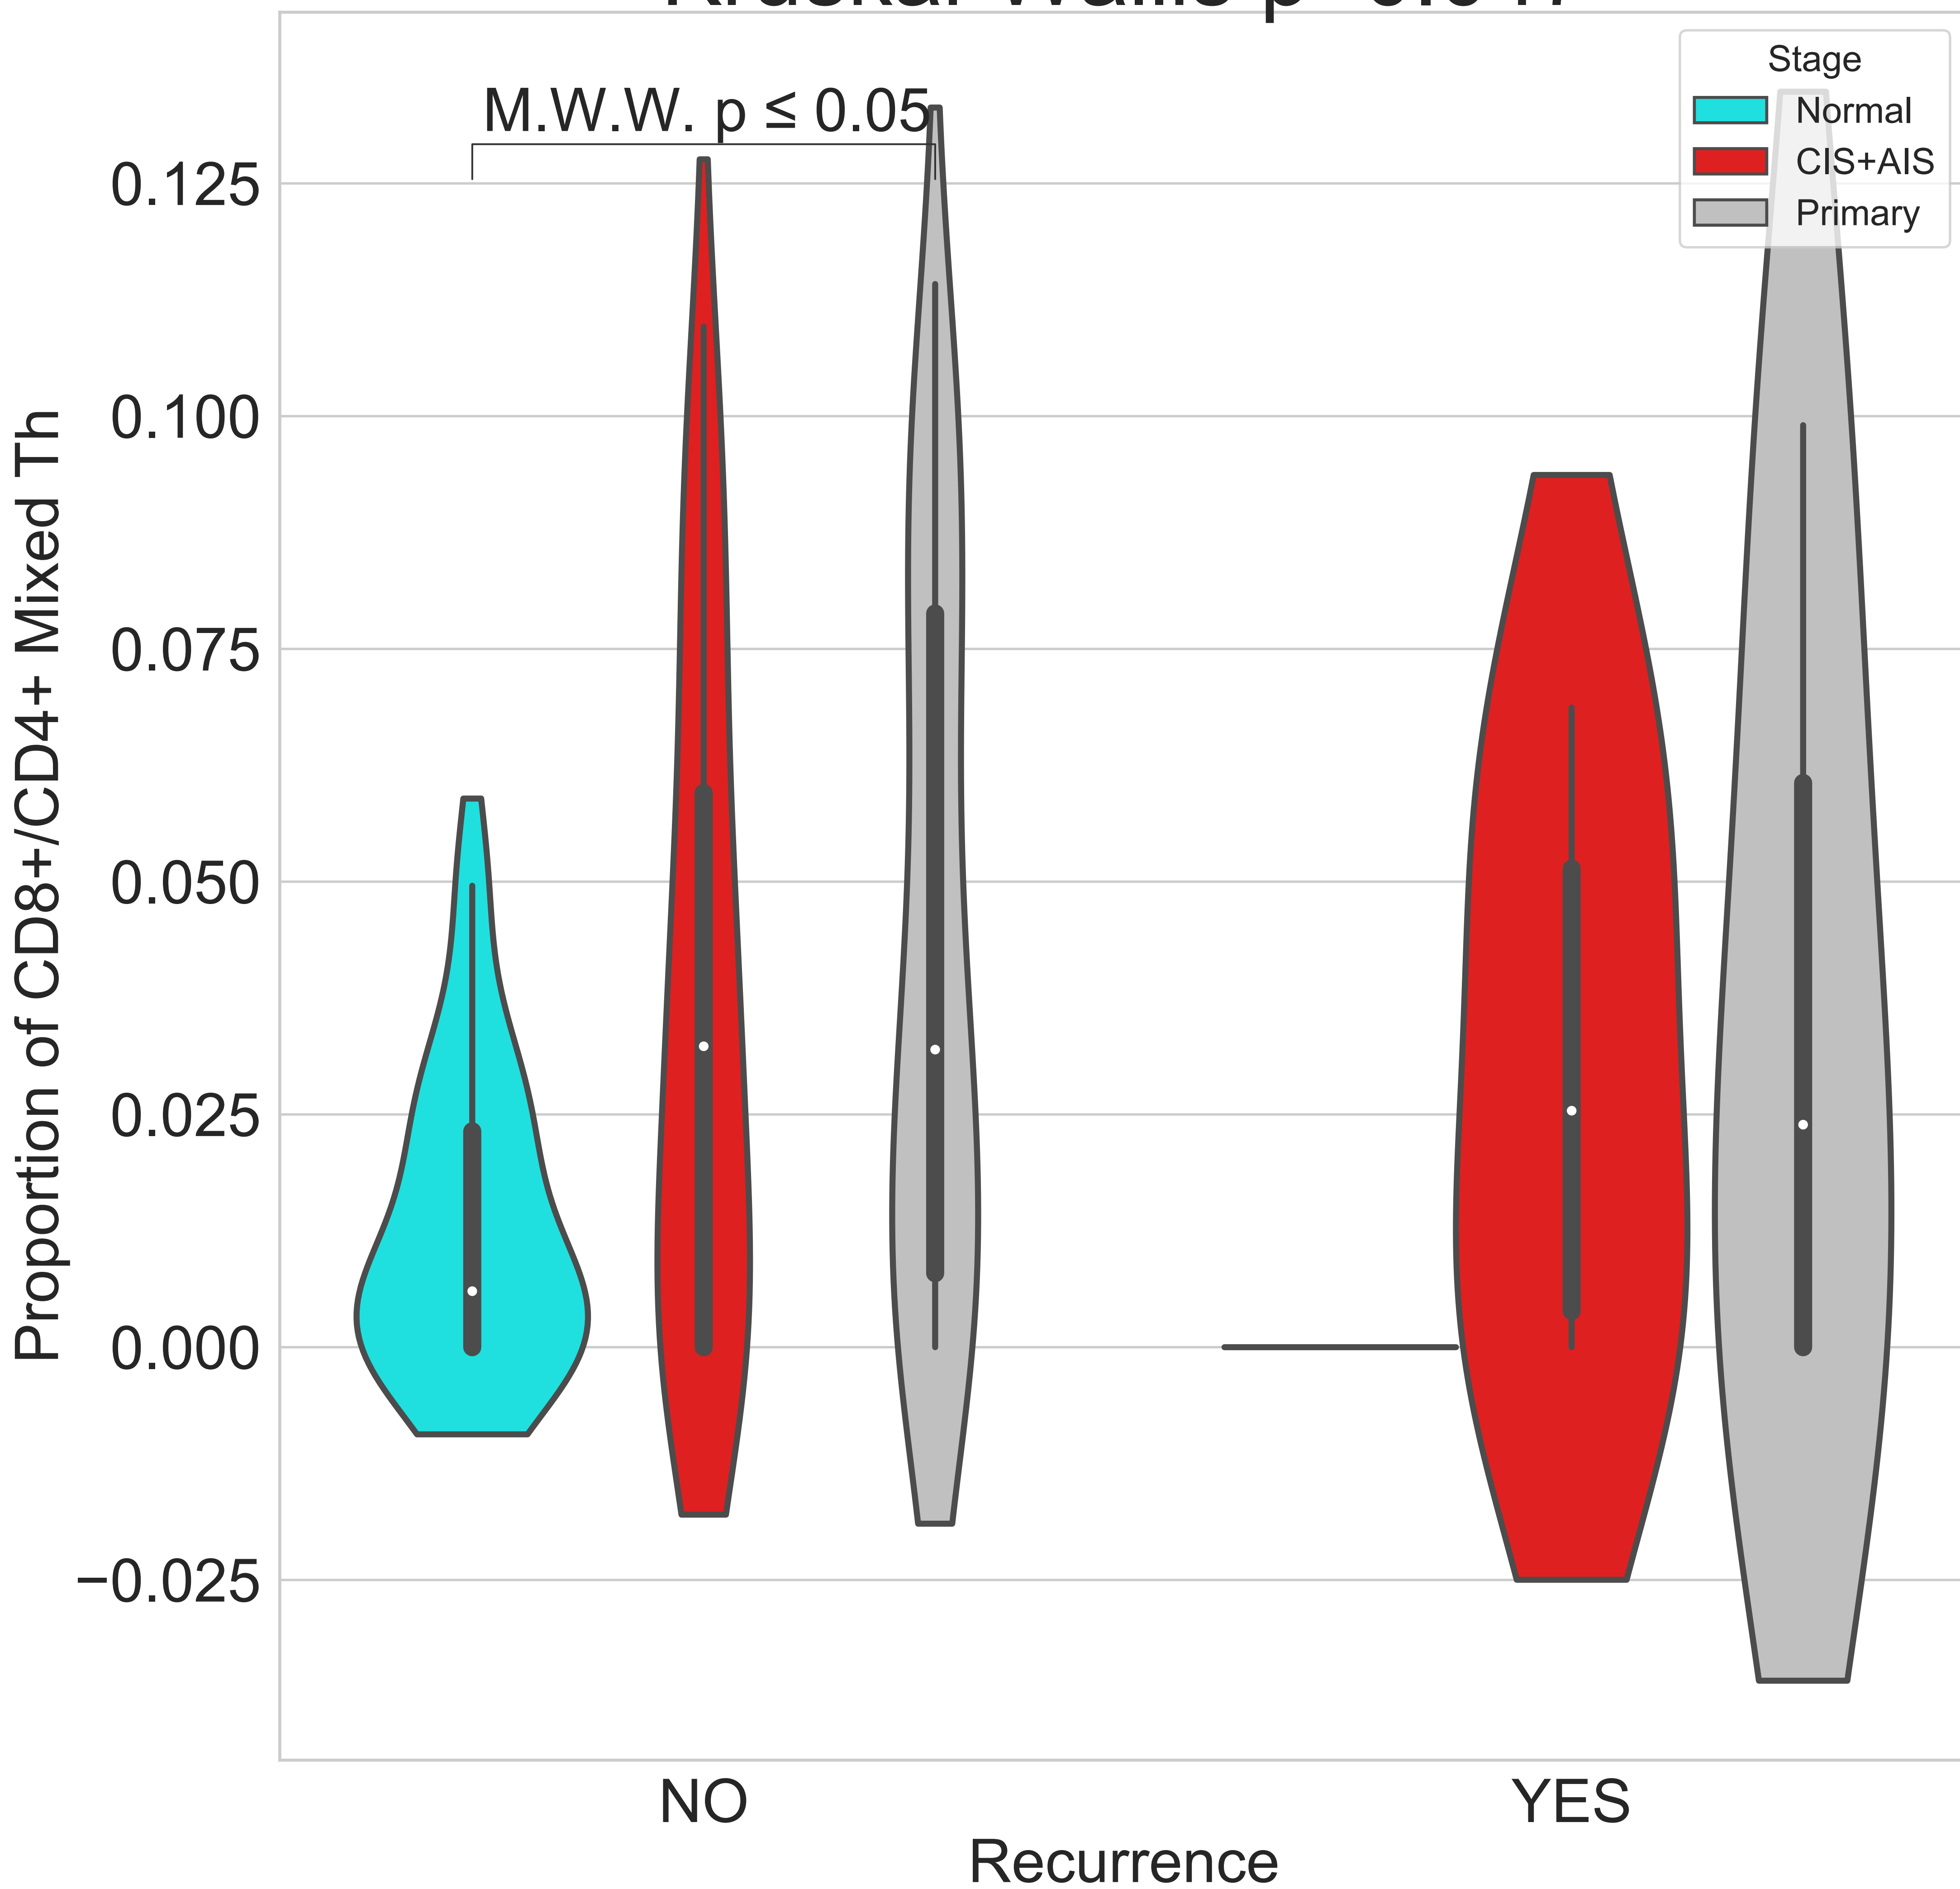 M.W.W. p ≤ 0.05
Stage
Normal
CIS+AIS
Primary
0.125
0.100
0.075
0.050
0.025
0.000
−0.025
Proportion of CD8+/CD4+ Mixed Th
NO
YES
Recurrence